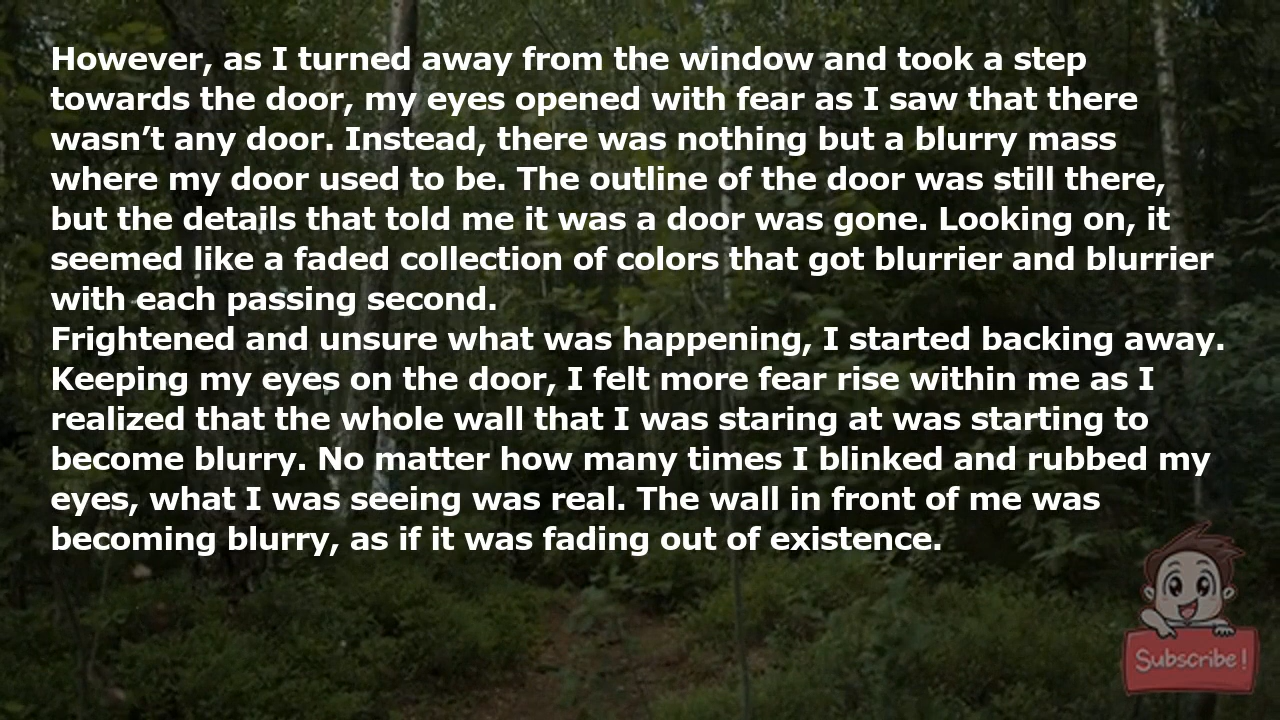 However, as I turned away from the window and took a step
towards the door, my eyes opened with fear as I saw that there
wasn’t any door. Instead, there was nothing but a blurry mass
where my door used to be. The outline of the door was still there,
but the details that told me it was a door was gone. Looking on, it
seemed like a faded collection of colors that got blurrier and blurrier
with each passing second.
Frightened and unsure what was happening, I started backing away.
Keeping my eyes on the door, I felt more fear rise within me as I
realized that the whole wall that I was staring at was starting to
become blurry. No matter how many times I blinked and rubbed my
eyes, what I was seeing was real. The wall in front of me was
becoming blurry, as if it was fading out of existence.
Subscribe!